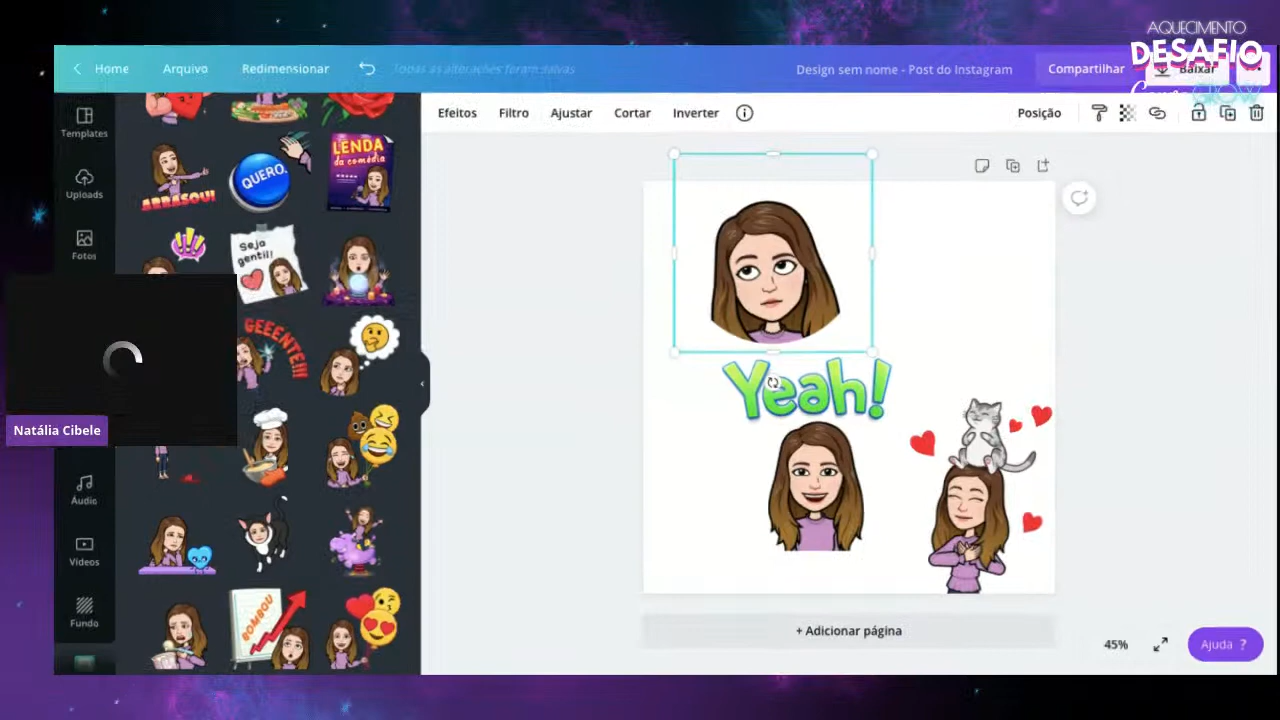 AQUECIMENTO
DESAFIO
Home
Arquivo
Redimensionar
Todas as alterações foram salvas
Design sem nome - Post do Instagram
Compartilhar
Baixar
GLOW
Templates
Efeitos
Filtro
Ajustar
Cortar
Inverter
Posição
Uploads
Fotos
ARRASOU!
QUERO.
LENDA
da comédia
Seja
gentil!
GEEENTE!!!
Yeah!
Natália Cibele
Áudio
Vídeos
Fundo
BOMBOU
+ Adicionar página
45%
Ajuda ?